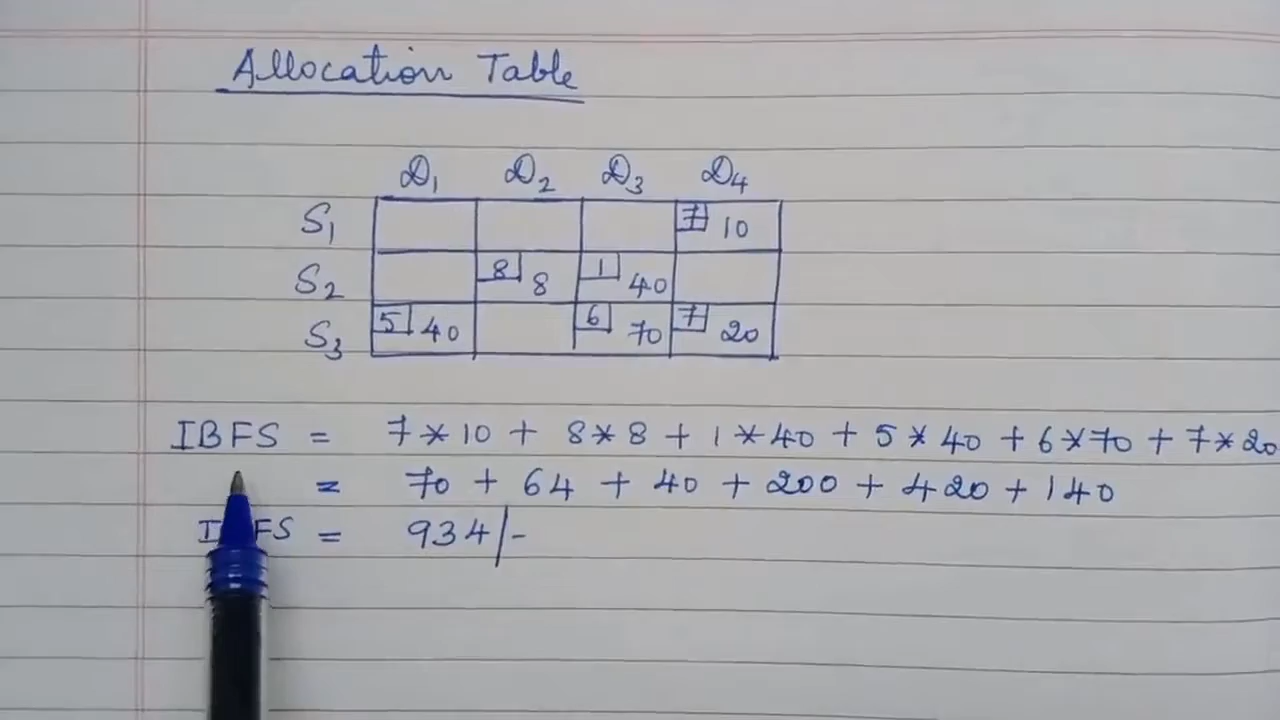 Allocation Table
D1 D2 D3 D4
S1 7 10
S2 8 8 1 40
S3 5 40 6 70 7 20
IBFS = 7*10 + 8*8 + 1*40 + 5*40 + 6*70 + 7*20
= 70 + 64 + 40 + 200 + 420 + 140
FS = 934/-